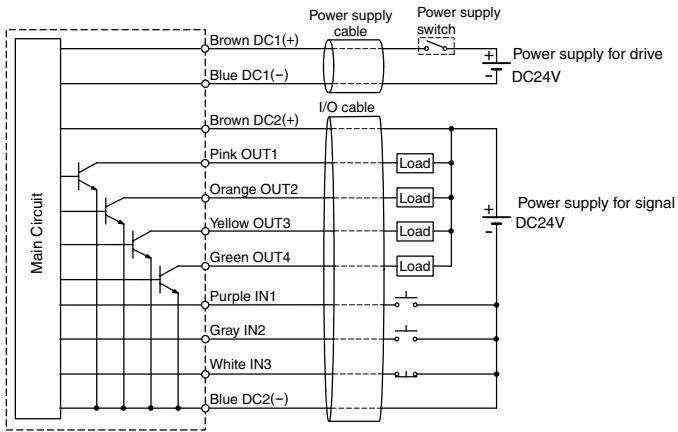 Power supply
cable
Power supply
switch
Brown DC1(+)
+
Power supply for drive
Blue DC1(−)
−
DC24V
I/O cable
Brown DC2(+)
Pink OUT1
Load
Orange OUT2
Load
+
Power supply for signal
DC24V
−
Yellow OUT3
Load
Green OUT4
Load
Main Circuit
Purple IN1
Gray IN2
White IN3
Blue DC2(−)